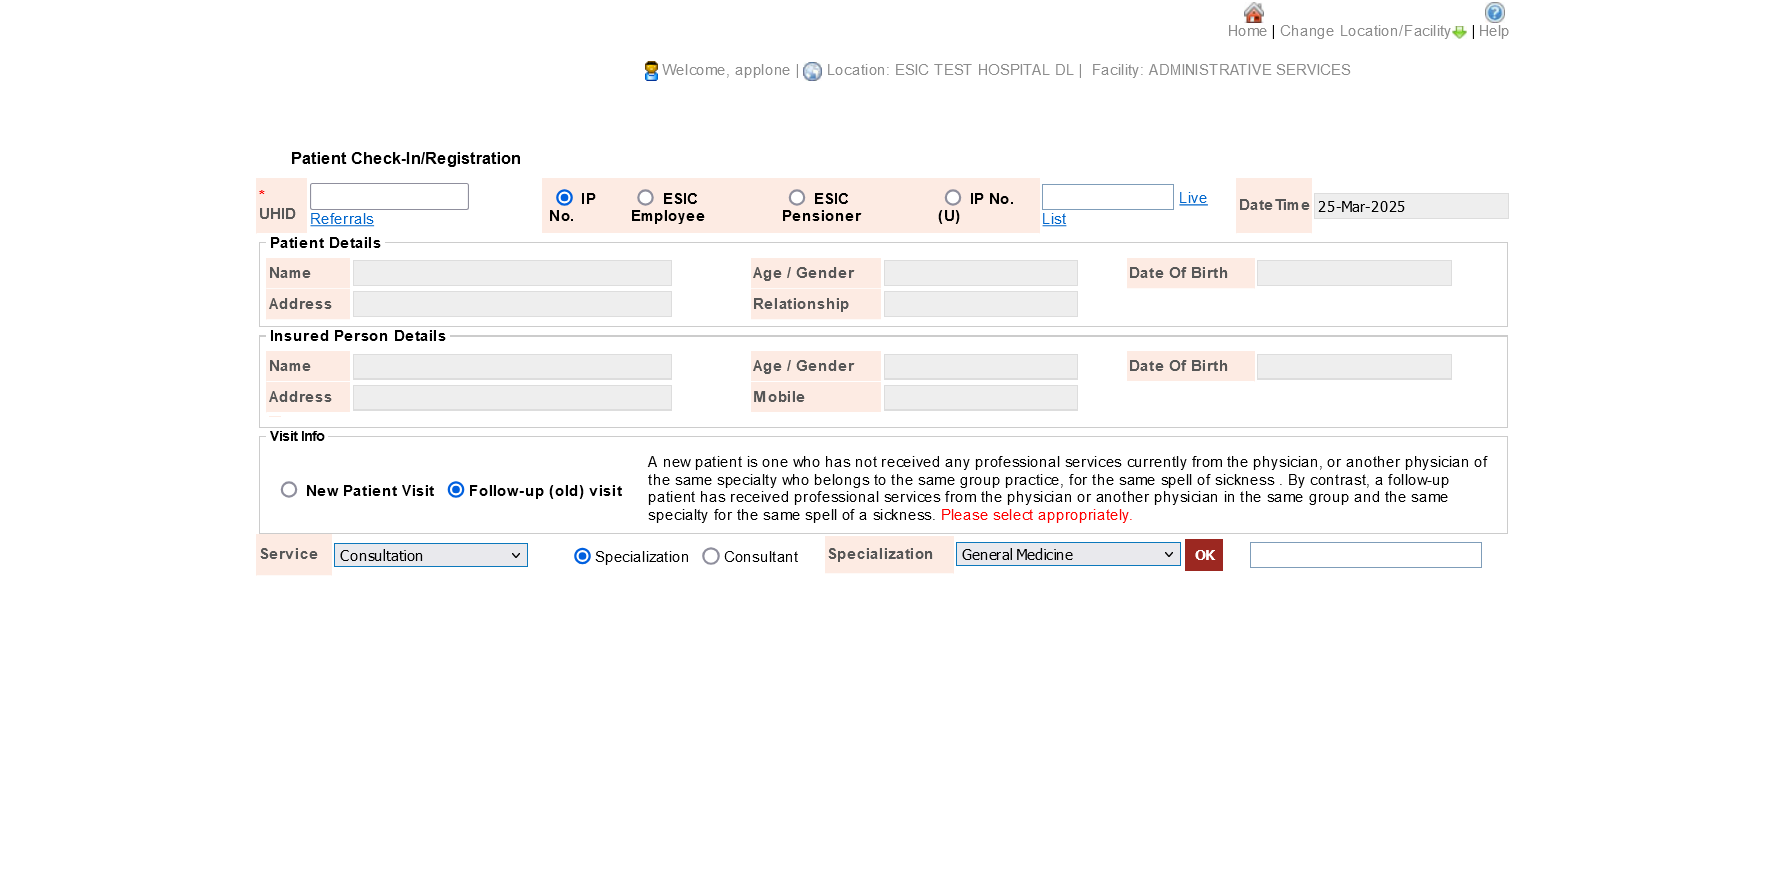 Home | Change Location/Facility | Help
Welcome, applone | Location: ESIC TEST HOSPITAL DL | Facility: ADMINISTRATIVE SERVICES
Patient Check-In/Registration
* UHID
Referrals
IP No.
ESIC Employee
ESIC Pensioner
IP No. (U)
Live List
DateTime 25-Mar-2025
Patient Details
Name
Age / Gender
Date Of Birth
Address
Relationship
Insured Person Details
Name
Age / Gender
Date Of Birth
Address
Mobile
Visit Info
New Patient Visit
Follow-up (old) visit
A new patient is one who has not received any professional services currently from the physician, or another physician of
the same specialty who belongs to the same group practice, for the same spell of sickness . By contrast, a follow-up
patient has received professional services from the physician or another physician in the same group and the same
specialty for the same spell of a sickness. Please select appropriately.
Service Consultation
Specialization Consultant
Specialization General Medicine OK